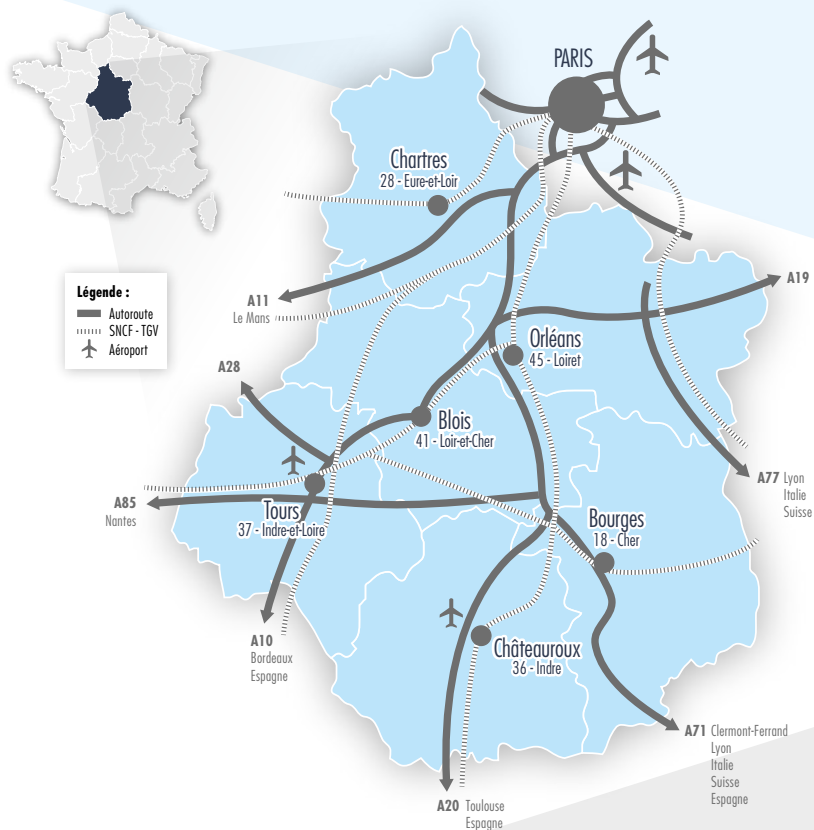 PARIS
Chartres
28 - Eure-et-Loir
A19
Légende :
Autoroute
SNCF - TGV
Aéroport
A11
Le Mans
Orléans
45 - Loiret
A28
Blois
41 - Loir-et-Cher
A77 Lyon
Italie
Suisse
A85
Nantes
Tours
37 - Indre-et-Loire
Bourges
18 - Cher
A10
Bordeaux
Espagne
Châteauroux
36 - Indre
A71 Clermont-Ferrand
Lyon
Italie
Suisse
Espagne
A20 Toulouse
Espagne